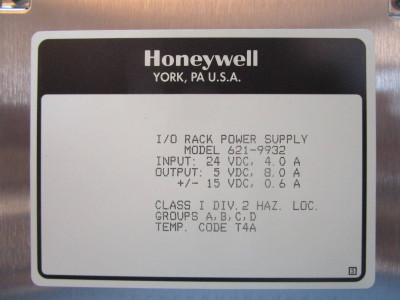 Honeywell
YORK, PA U.S.A.
I/O RACK POWER SUPPLY
MODEL 621-9932
INPUT: 24 VDC, 4.0 A
OUTPUT: 5 VDC, 8.0 A
+/- 15 VDC, 0.6 A
CLASS I DIV.2 HAZ. LOC.
GROUPS A,B,C,D
TEMP. CODE T4A